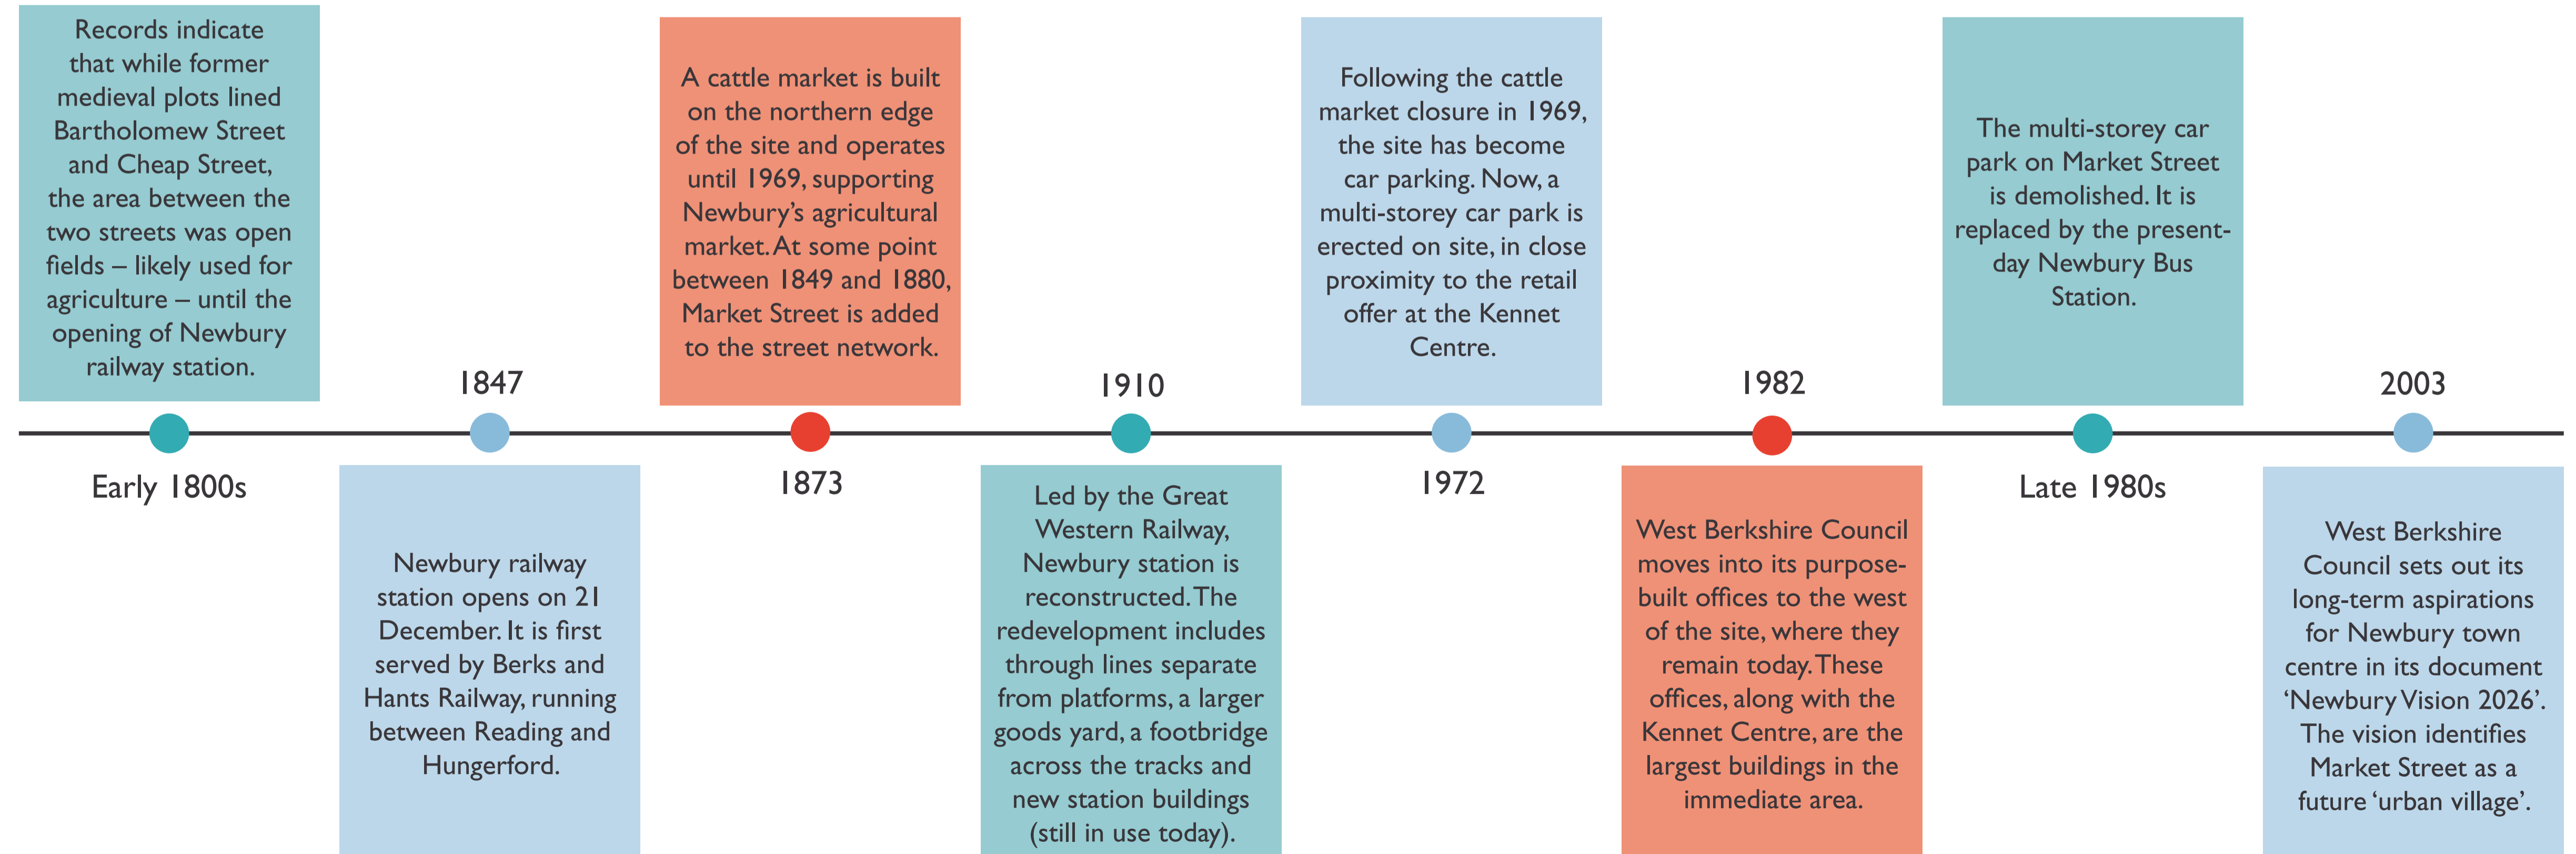 Records indicate
that while former
medieval plots lined
Bartholomew Street
and Cheap Street,
the area between the
two streets was open
fields – likely used for
agriculture – until the
opening of Newbury
railway station.
Early 1800s
1847
Newbury railway
station opens on 21
December. It is first
served by Berks and
Hants Railway, running
between Reading and
Hungerford.
A cattle market is built
on the northern edge
of the site and operates
until 1969, supporting
Newbury’s agricultural
market. At some point
between 1849 and 1880,
Market Street is added
to the street network.
1873
1910
Led by the Great
Western Railway,
Newbury station is
reconstructed. The
redevelopment includes
through lines separate
from platforms, a larger
goods yard, a footbridge
across the tracks and
new station buildings
(still in use today).
Following the cattle
market closure in 1969,
the site has become
car parking. Now, a
multi-storey car park is
erected on site, in close
proximity to the retail
offer at the Kennet
Centre.
1972
1982
West Berkshire Council
moves into its purpose-
built offices to the west
of the site, where they
remain today. These
offices, along with the
Kennet Centre, are the
largest buildings in the
immediate area.
The multi-storey car
park on Market Street
is demolished. It is
replaced by the present-
day Newbury Bus
Station.
Late 1980s
2003
West Berkshire
Council sets out its
long-term aspirations
for Newbury town
centre in its document
‘Newbury Vision 2026’.
The vision identifies
Market Street as a
future ‘urban village’.